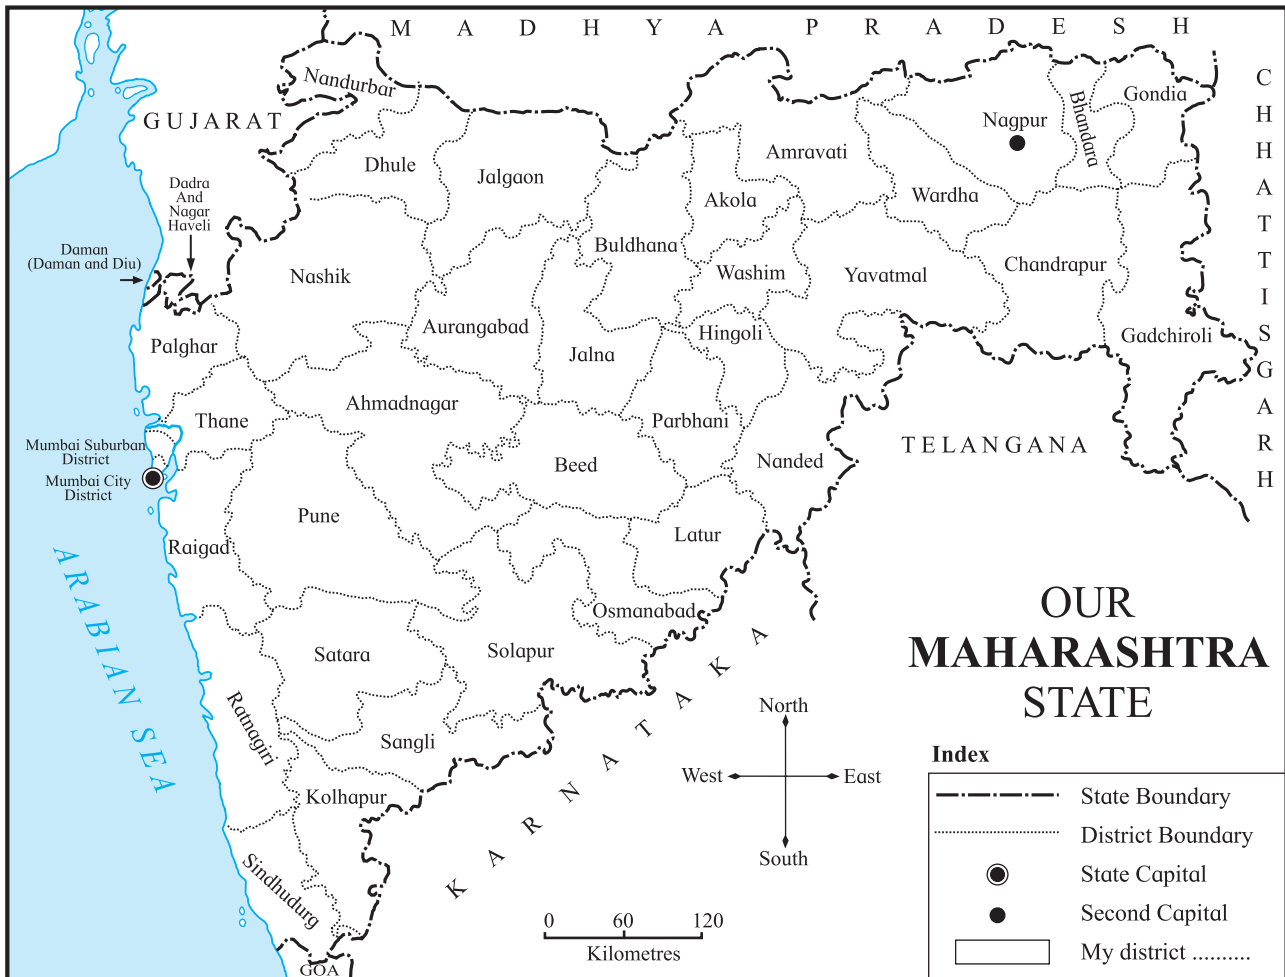 MADHYA PRADESH
CHHATTISGARH
GUJARAT
Nandurbar
Dhule
Jalgaon
Amravati
Nagpur
Bhandara
Gondia
Dadra
And
Nagar
Haveli
Daman
(Daman and Diu)
Nashik
Buldhana
Akola
Washim
Wardha
Yavatmal
Chandrapur
Gadchiroli
Palghar
Aurangabad
Jalna
Hingoli
Thane
Ahmadnagar
Parbhani
Nanded
TELANGANA
Mumbai Suburban
District
Mumbai City
District
Beed
Pune
Latur
Raigad
Osmanabad
ARABIAN SEA
Satara
Solapur
Ratnagiri
Sangli
Kolhapur
Sindhudurg
KARNATAKA
GOA
North
West
East
South
0 60 120
Kilometres
OUR
MAHARASHTRA
STATE
Index
State Boundary
District Boundary
State Capital
Second Capital
My district ..........